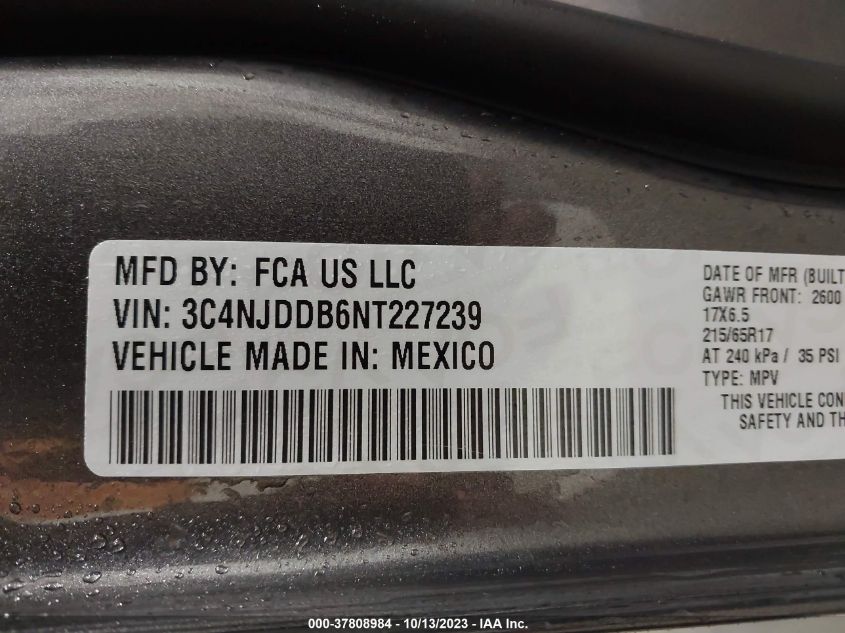 MFD BY: FCA US LLC
VIN: 3C4NJDDB6NT227239
VEHICLE MADE IN: MEXICO
DATE OF MFR (BUILT
GAWR FRONT: 2600
17X6.5
215/65R17
AT 240 kPa / 35 PSI
TYPE: MPV
THIS VEHICLE CON
SAFETY AND TH
000-37808984 - 10/13/2023 - IAA Inc.